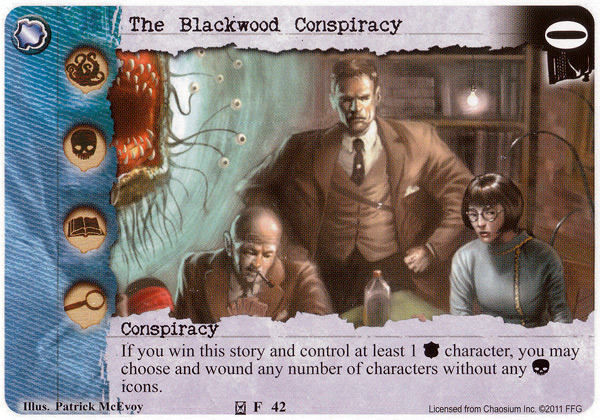 The Blackwood Conspiracy
0
Conspiracy
If you win this story and control at least 1 character, you may
choose and wound any number of characters without any
icons.
Illus. Patrick McEvoy
F 42
Licensed from Chaosium Inc. ©2011 FFG